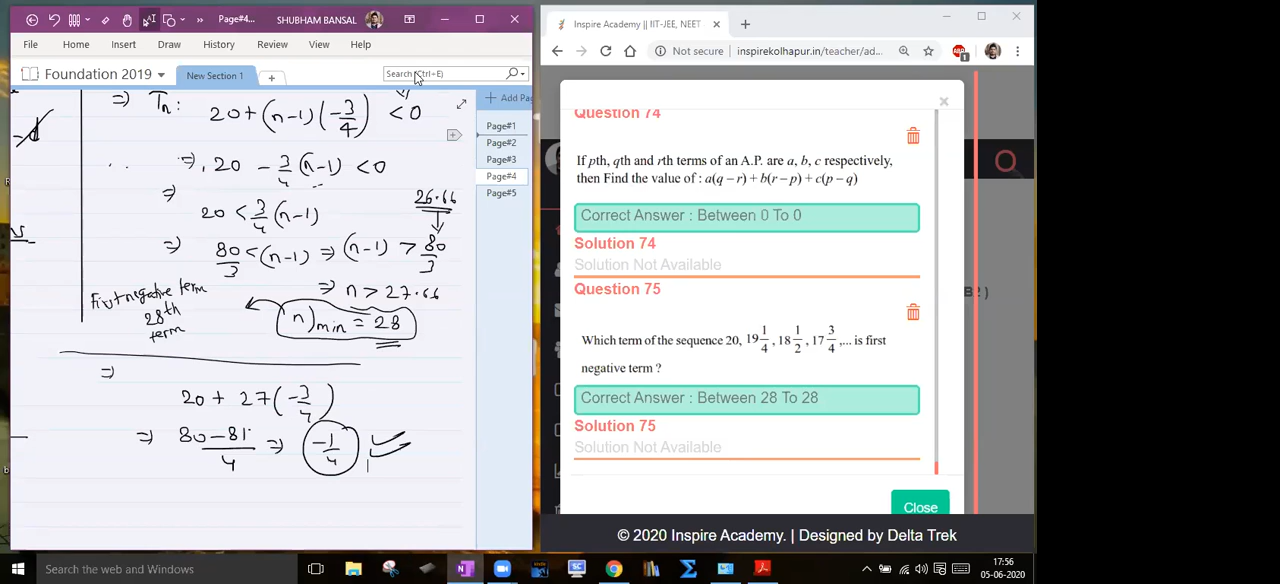 Page#4...
SHUBHAM BANSAL
File Home Insert Draw History Review View Help
Foundation 2019
New Section 1
Search (Ctrl+E)
Add Pag
Page#1
Page#2
Page#3
Page#4
Page#5
⇒ Tn: 20+(n-1)(-3/4) <0
⇒ 20 - 3/4 (n-1) <0
⇒
20 < 3/4 (n-1)
26.66
⇒ 80/3 < (n-1) ⇒ (n-1) > 80/3
⇒ n > 27.66
First negative term
28th
term
n)min = 28
⇒
20 + 27 (-3/4)
⇒ 80-81/4 ⇒ -1/4
Inspire Academy || IIT-JEE, NEET
Not secure | inspirekolhapur.in/teacher/ad...
Question 74
If pth, qth and rth terms of an A.P. are a, b, c respectively,
then Find the value of : a(q – r) + b(r – p) + c(p – q)
Correct Answer : Between 0 To 0
Solution 74
Solution Not Available
Question 75
Which term of the sequence 20, 19 1/4, 18 1/2, 17 3/4,... is first
negative term ?
Correct Answer : Between 28 To 28
Solution 75
Solution Not Available
Close
B2 )
© 2020 Inspire Academy. | Designed by Delta Trek
Search the web and Windows
17:56
05-06-2020